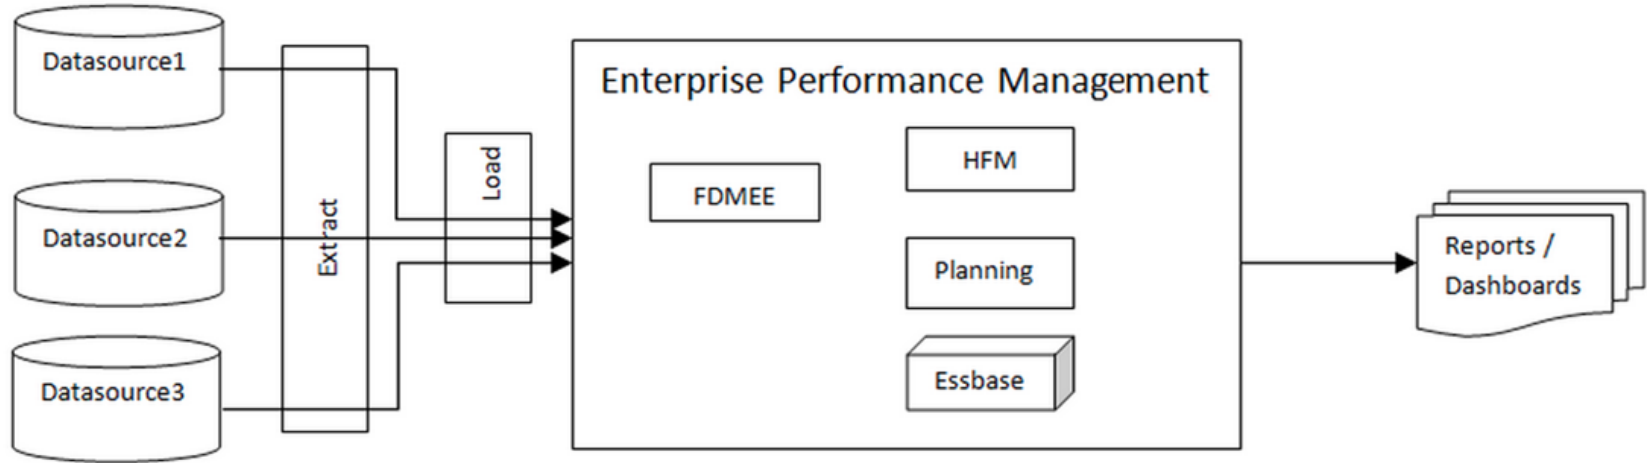 Datasource1
Datasource2
Datasource3
Extract
Load
Enterprise Performance Management
FDMEE
HFM
Planning
Essbase
Reports /
Dashboards